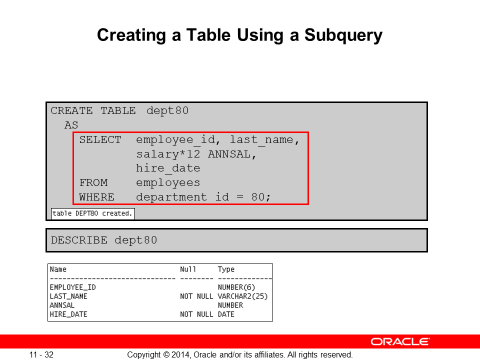 Creating a Table Using a Subquery
CREATE TABLE dept80
AS
SELECT employee_id, last_name,
salary*12 ANNSAL,
hire_date
FROM employees
WHERE department_id = 80;
table DEPT80 created.
DESCRIBE dept80
Name Null Type
------------------------------ -------- -------------
EMPLOYEE_ID NUMBER(6)
LAST_NAME NOT NULL VARCHAR2(25)
ANNSAL NUMBER
HIRE_DATE NOT NULL DATE
ORACLE
11 - 32 Copyright © 2014, Oracle and/or its affiliates. All rights reserved.